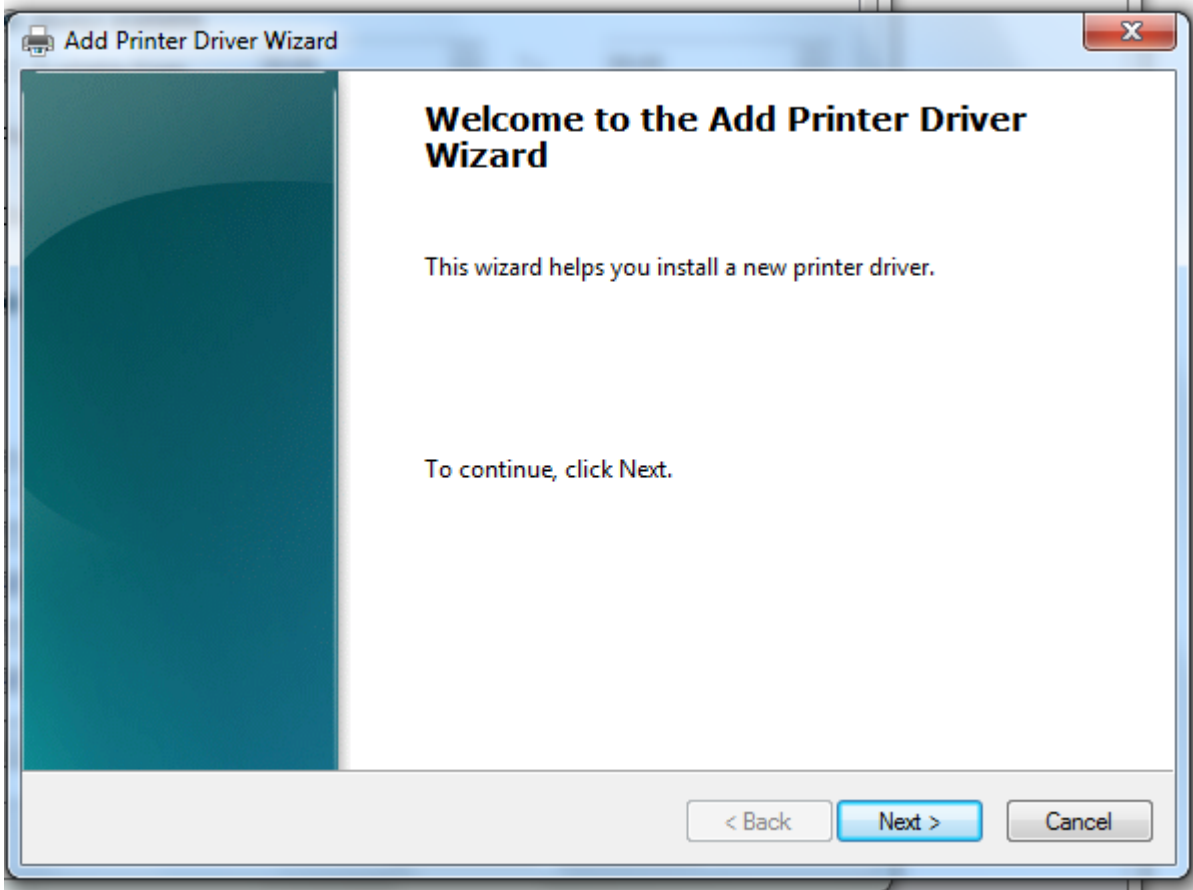 Add Printer Driver Wizard
Welcome to the Add Printer Driver
Wizard
This wizard helps you install a new printer driver.
To continue, click Next.
< Back
Next >
Cancel